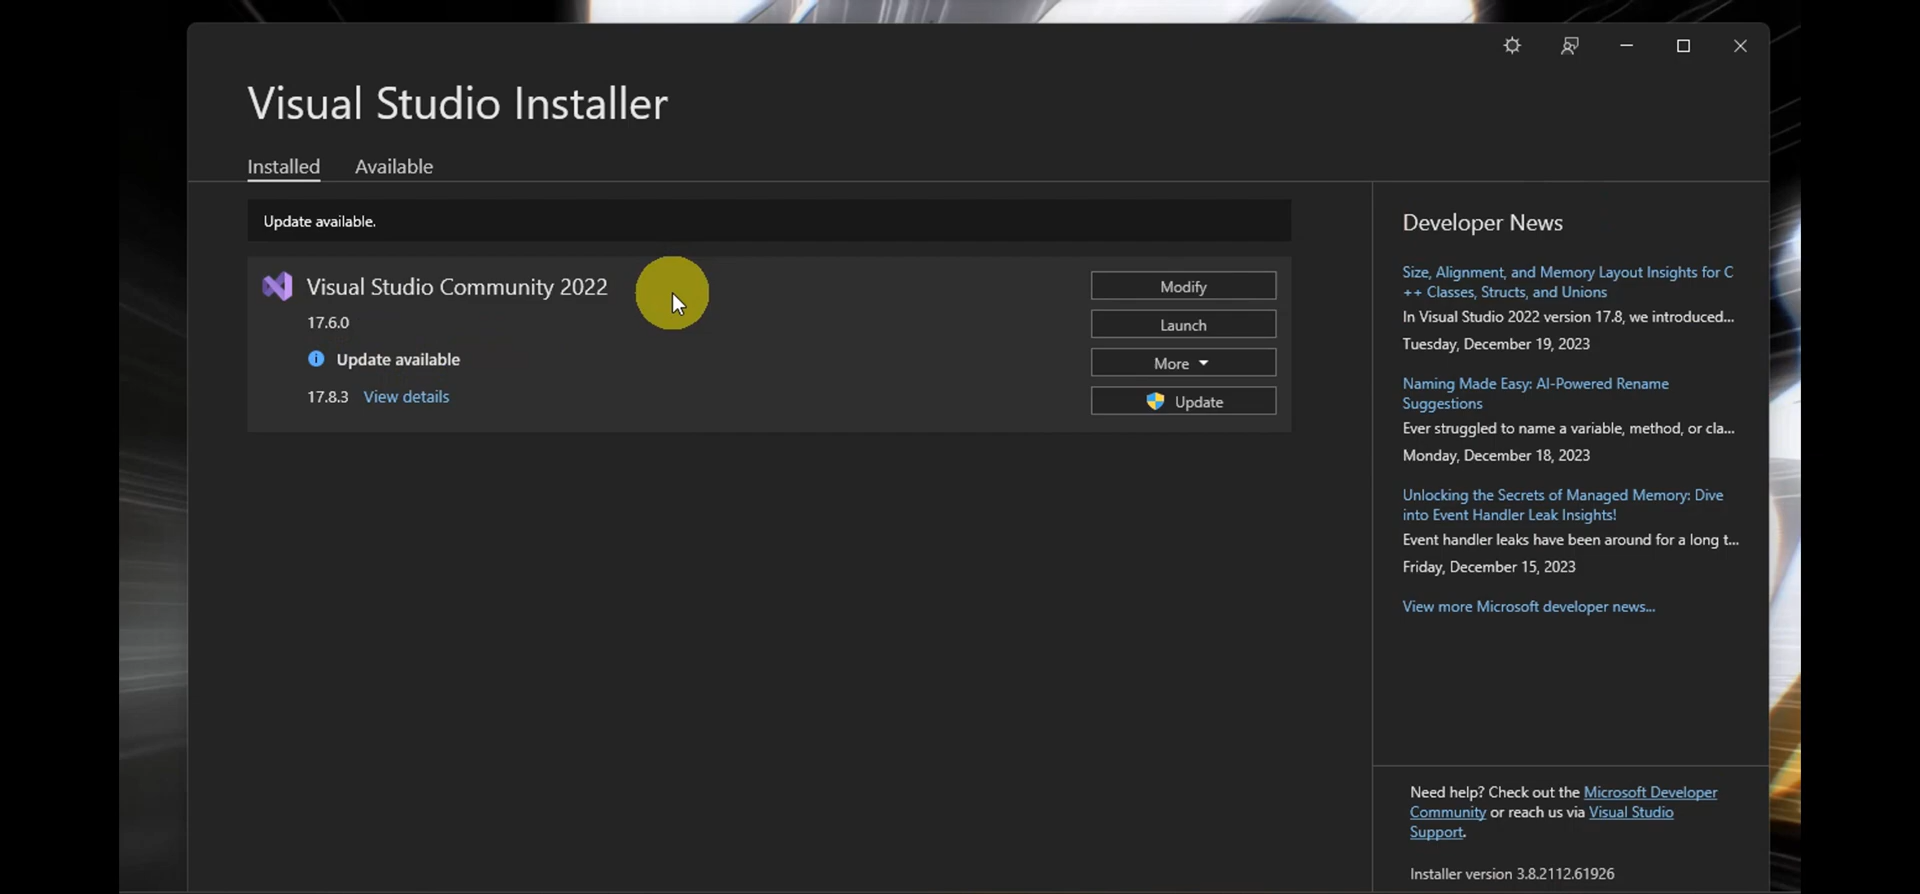 Visual Studio Installer
Installed
Available
Update available.
Visual Studio Community 2022
17.6.0
Update available
17.8.3 View details
Modify
Launch
More
Update
Developer News
Size, Alignment, and Memory Layout Insights for C
++ Classes, Structs, and Unions
In Visual Studio 2022 version 17.8, we introduced...
Tuesday, December 19, 2023
Naming Made Easy: AI-Powered Rename
Suggestions
Ever struggled to name a variable, method, or cla...
Monday, December 18, 2023
Unlocking the Secrets of Managed Memory: Dive
into Event Handler Leak Insights!
Event handler leaks have been around for a long t...
Friday, December 15, 2023
View more Microsoft developer news...
Need help? Check out the Microsoft Developer
Community or reach us via Visual Studio
Support.
Installer version 3.8.2112.61926